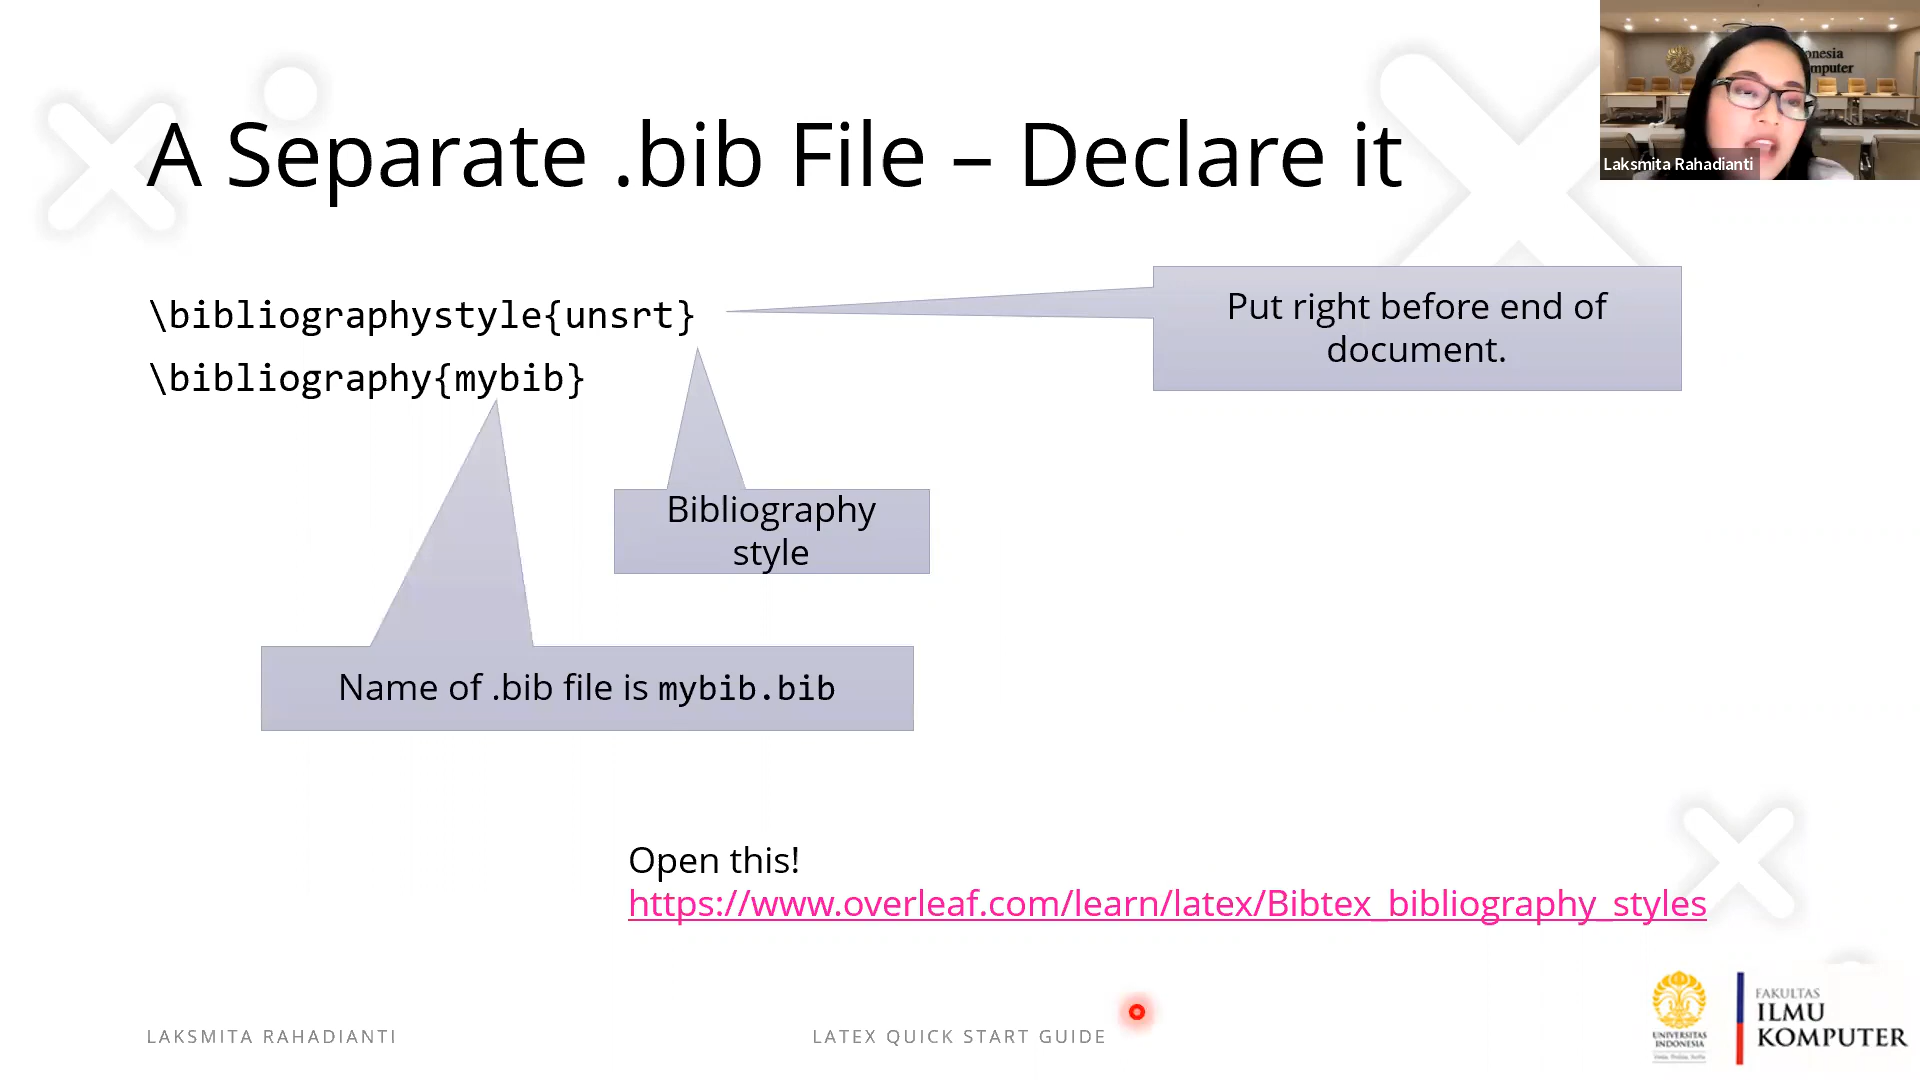 A Separate .bib File – Declare it
onesia
mputer
Laksmita Rahadianti
\bibliographystyle{unsrt}
\bibliography{mybib}
Put right before end of
document.
Bibliography
style
Name of .bib file is mybib.bib
Open this!
https://www.overleaf.com/learn/latex/Bibtex_bibliography_styles
LAKSMITA RAHADIANTI
LATEX QUICK START GUIDE
UNIVERSITAS
INDONESIA
FAKULTAS
ILMU
KOMPUTER